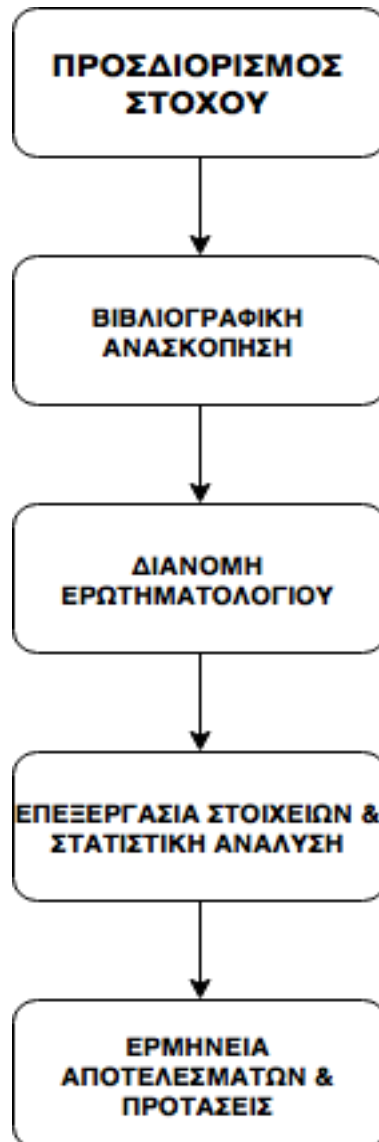 ΠΡΟΣΔΙΟΡΙΣΜΟΣ
ΣΤΟΧΟΥ
ΒΙΒΛΙΟΓΡΑΦΙΚΗ
ΑΝΑΣΚΟΠΗΣΗ
ΔΙΑΝΟΜΗ
ΕΡΩΤΗΜΑΤΟΛΟΓΙΟΥ
ΕΠΕΞΕΡΓΑΣΙΑ ΣΤΟΙΧΕΙΩΝ &
ΣΤΑΤΙΣΤΙΚΗ ΑΝΑΛΥΣΗ
ΕΡΜΗΝΕΙΑ
ΑΠΟΤΕΛΕΣΜΑΤΩΝ &
ΠΡΟΤΑΣΕΙΣ